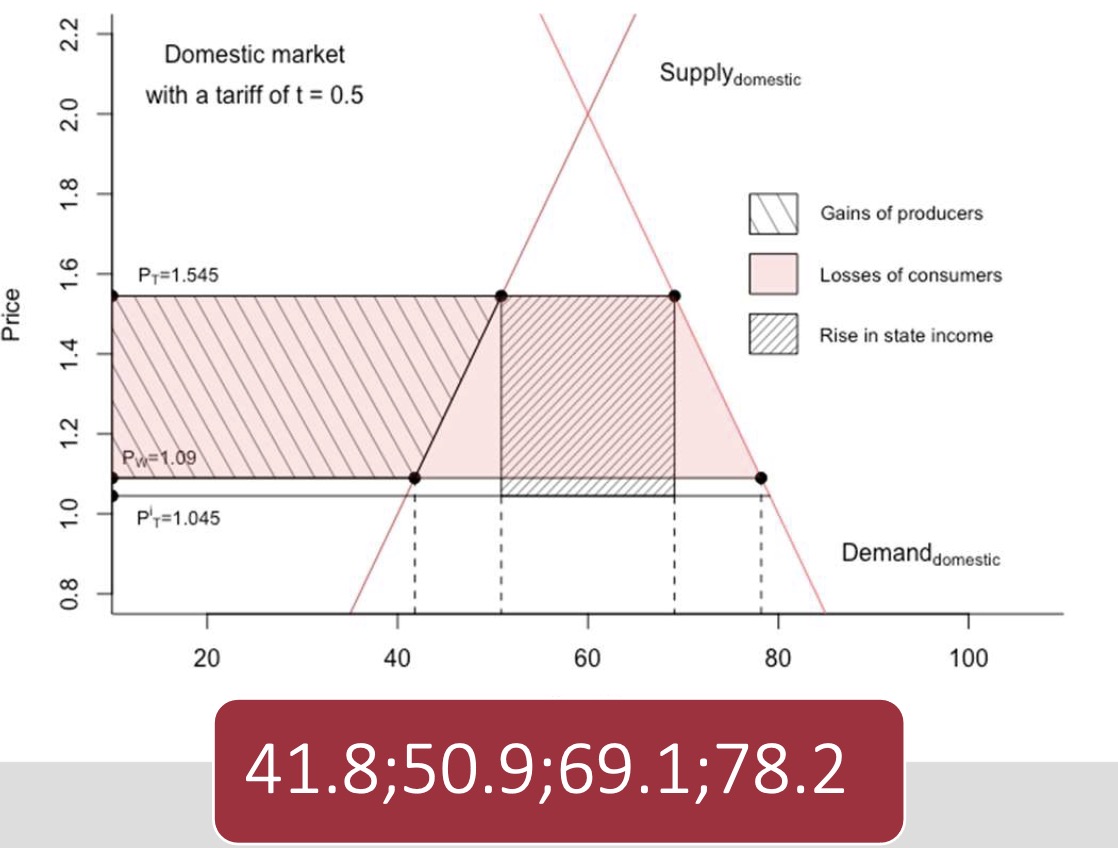 Domestic market
with a tariff of t = 0.5
Supply domestic
Gains of producers
Losses of consumers
Rise in state income
Price
2.2
2.0
1.8
1.6
1.4
1.2
1.0
0.8
P_T=1.545
P_W=1.09
P^i_T=1.045
Demand domestic
20 40 60 80 100
41.8;50.9;69.1;78.2